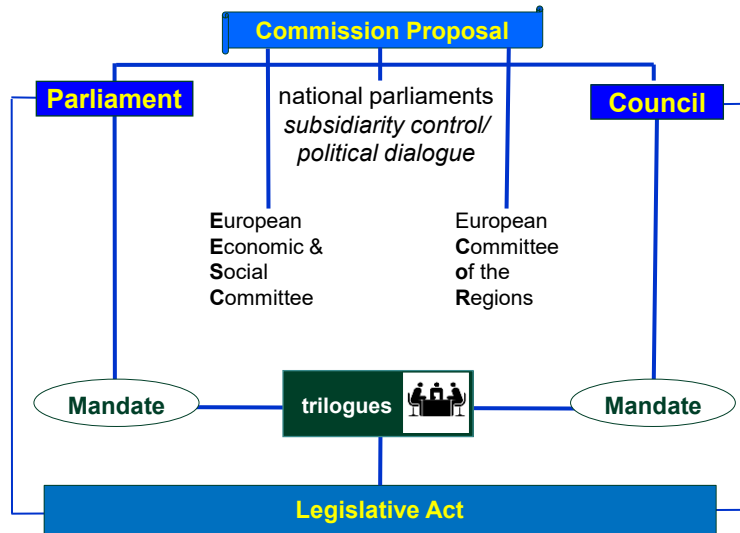 Commission Proposal
Parliament
national parliaments
subsidiarity control/
political dialogue
Council
European
Economic &
Social
Committee
European
Committee
of the
Regions
Mandate
trilogues
Mandate
Legislative Act